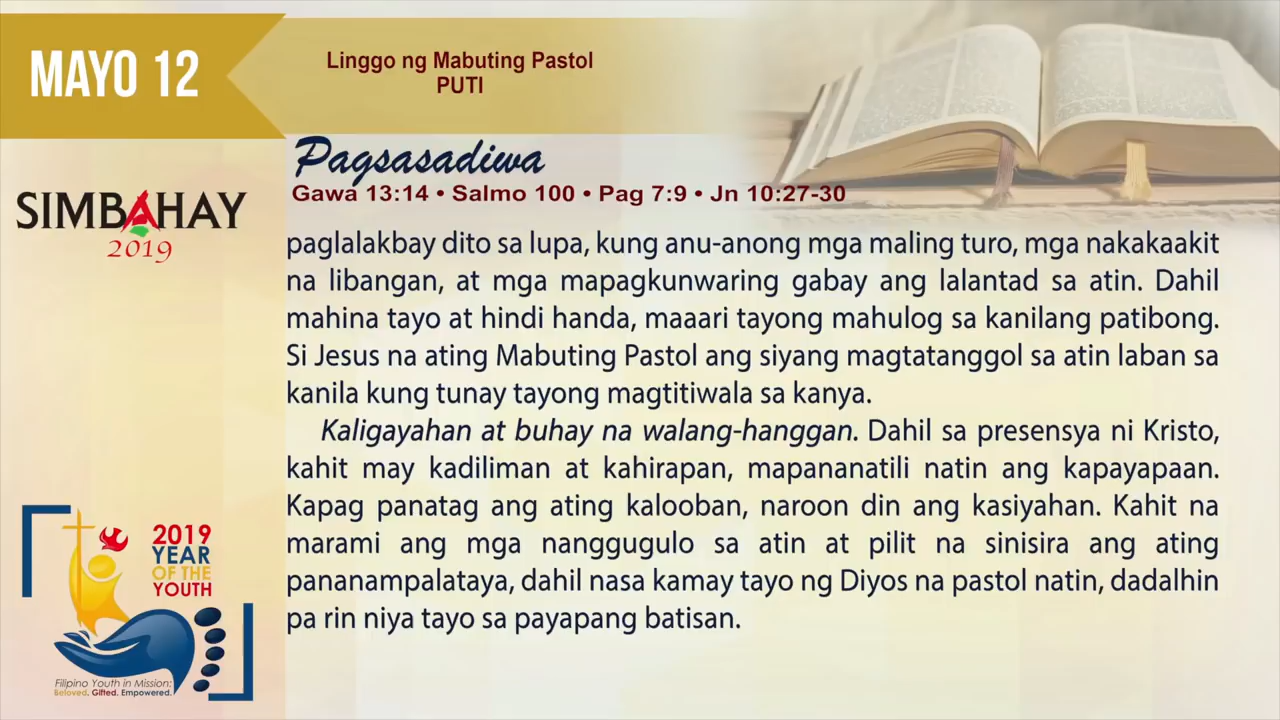 MAYO 12
Linggo ng Mabuting Pastol
PUTI
Pagsasadiwa
Gawa 13:14 • Salmo 100 • Pag 7:9 • Jn 10:27-30
SIMBAHAY
2019
paglalakbay dito sa lupa, kung anu-anong mga maling turo, mga nakakaakit
na libangan, at mga mapagkunwaring gabay ang lalantad sa atin. Dahil
mahina tayo at hindi handa, maaari tayong mahulog sa kanilang patibong.
Si Jesus na ating Mabuting Pastol ang siyang magtatanggol sa atin laban sa
kanila kung tunay tayong magtitiwala sa kanya.
Kaligayahan at buhay na walang-hanggan. Dahil sa presensya ni Kristo,
kahit may kadiliman at kahirapan, mapananatili natin ang kapayapaan.
Kapag panatag ang ating kalooban, naroon din ang kasiyahan. Kahit na
marami ang mga nanggugulo sa atin at pilit na sinisira ang ating
pananampalataya, dahil nasa kamay tayo ng Diyos na pastol natin, dadalhin
pa rin niya tayo sa payapang batisan.
2019
YEAR
OF THE
YOUTH
Filipino Youth in Mission:
Beloved. Gifted. Empowered.